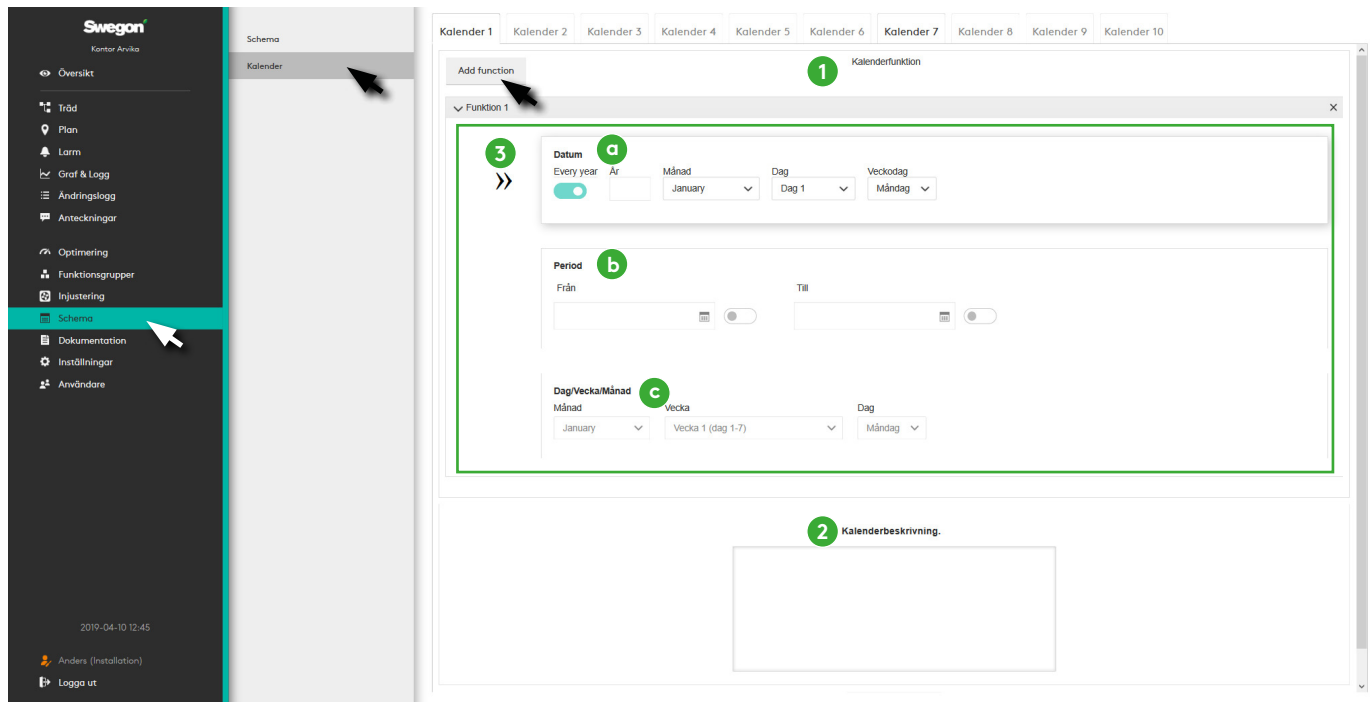 Swegon
Kontor Arvika
Översikt
Träd
Plan
Larm
Graf & Logg
Ändringslogg
Anteckningar
Optimering
Funktionsgrupper
Injustering
Schema
Dokumentation
Inställningar
Användare
2019-04-10 12:45
Anders (Installation)
Logga ut
Schema
Kalender
Kalender 1 Kalender 2 Kalender 3 Kalender 4 Kalender 5 Kalender 6 Kalender 7 Kalender 8 Kalender 9 Kalender 10
Add function
1 Kalenderfunktion
Funktion 1
3
Datum a
Every year År Månad Dag Veckodag
January Dag 1 Måndag
Period b
Från Till
Dag/Vecka/Månad c
Månad Vecka Dag
January Vecka 1 (dag 1-7) Måndag
2 Kalenderbeskrivning.